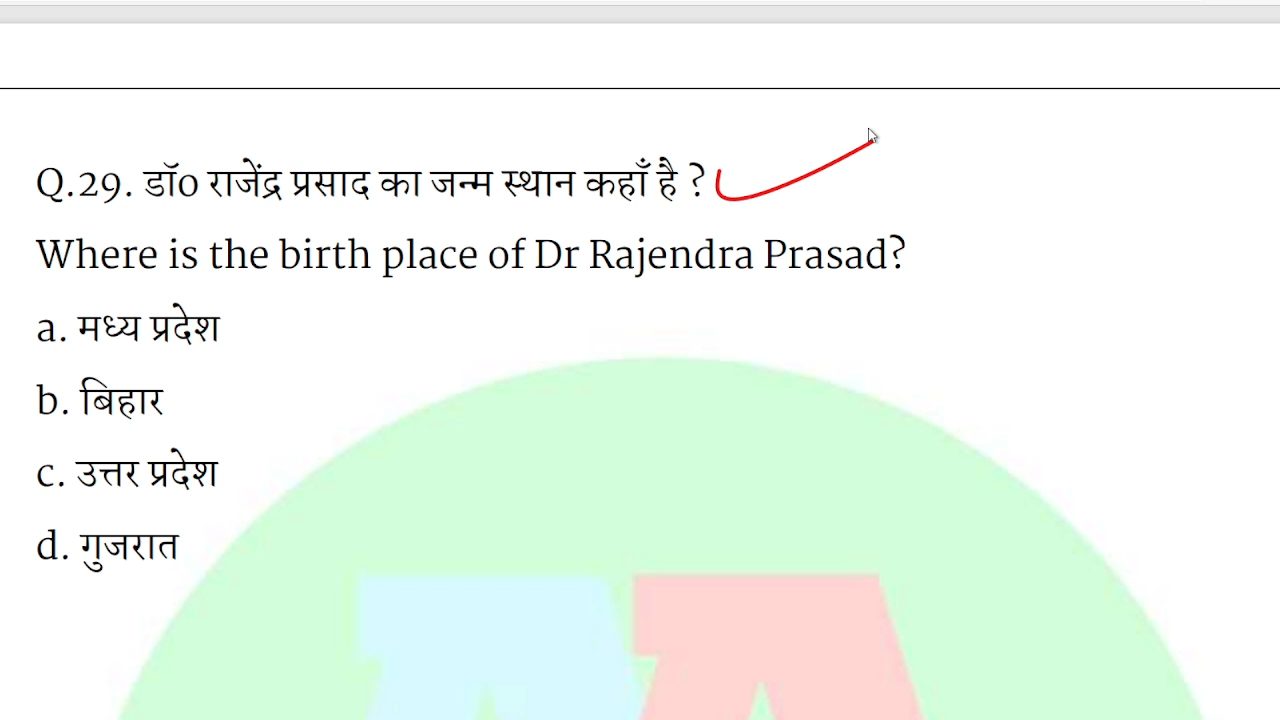 Q.29. डॉ० राजेंद्र प्रसाद का जन्म स्थान कहाँ है ?
Where is the birth place of Dr Rajendra Prasad?
a. मध्य प्रदेश
b. बिहार
c. उत्तर प्रदेश
d. गुजरात